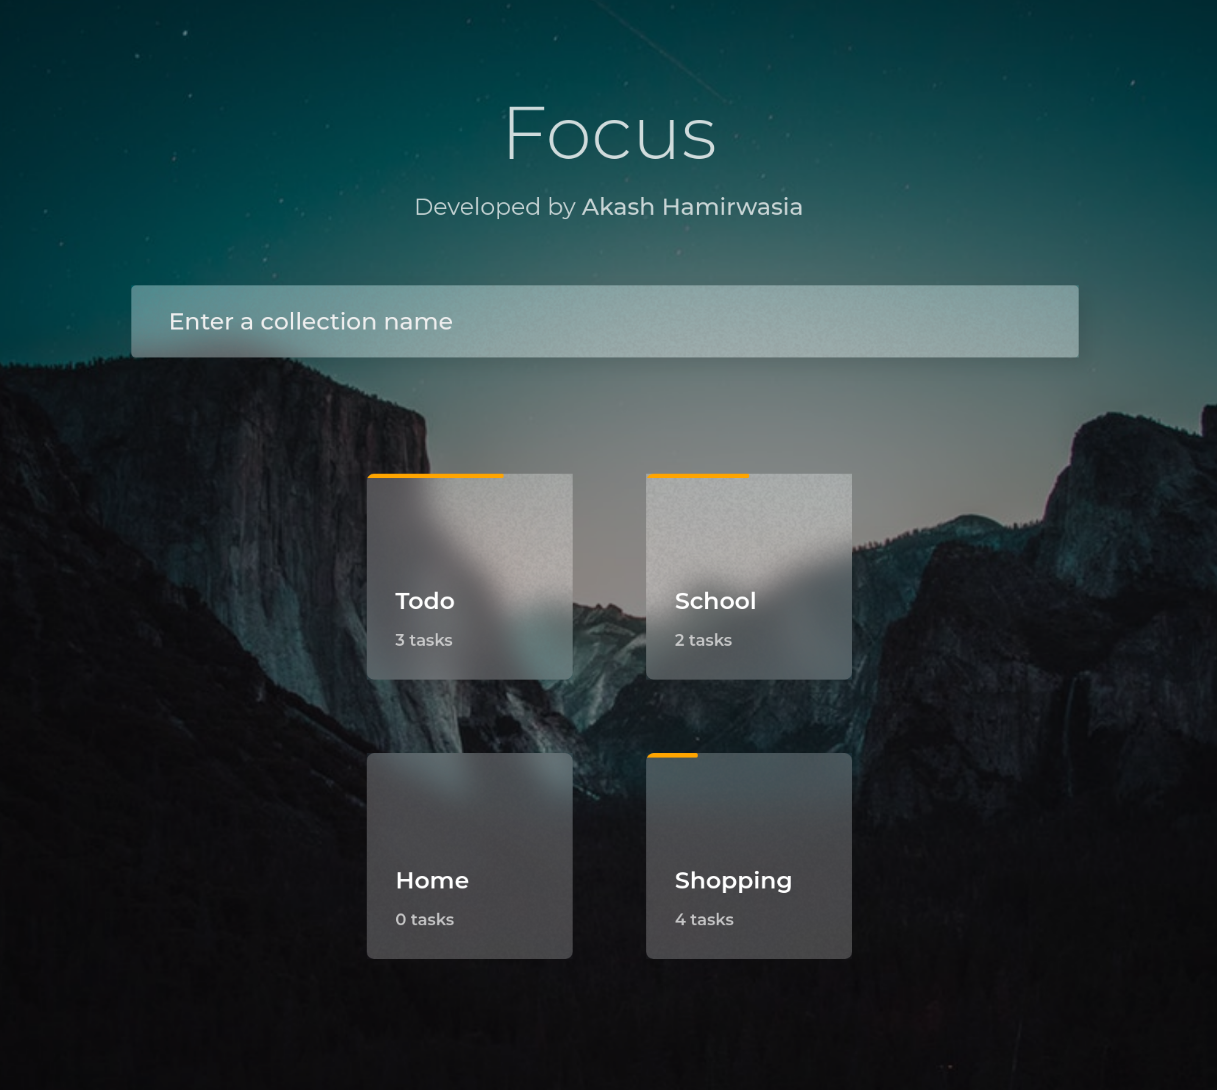 Focus
Developed by Akash Hamirwasia
Enter a collection name
Todo
3 tasks
School
2 tasks
Home
0 tasks
Shopping
4 tasks